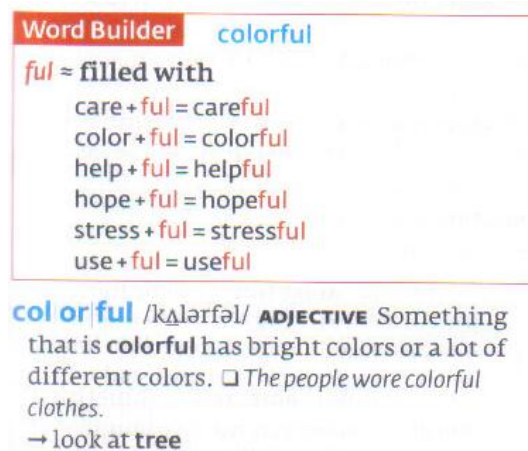 Word Builder colorful
ful ≈ filled with
care + ful = careful
color + ful = colorful
help + ful = helpful
hope + ful = hopeful
stress + ful = stressful
use + ful = useful
col or|ful /kʌlərfəl/ ADJECTIVE Something
that is colorful has bright colors or a lot of
different colors. ❑ The people wore colorful
clothes.
→ look at tree